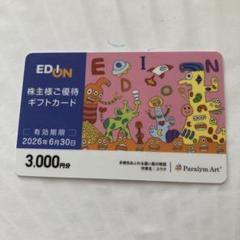 EDION
株主様ご優待
ギフトカード
有効期限
2026年6月30日
3,000円分
EDION
Paralym Art